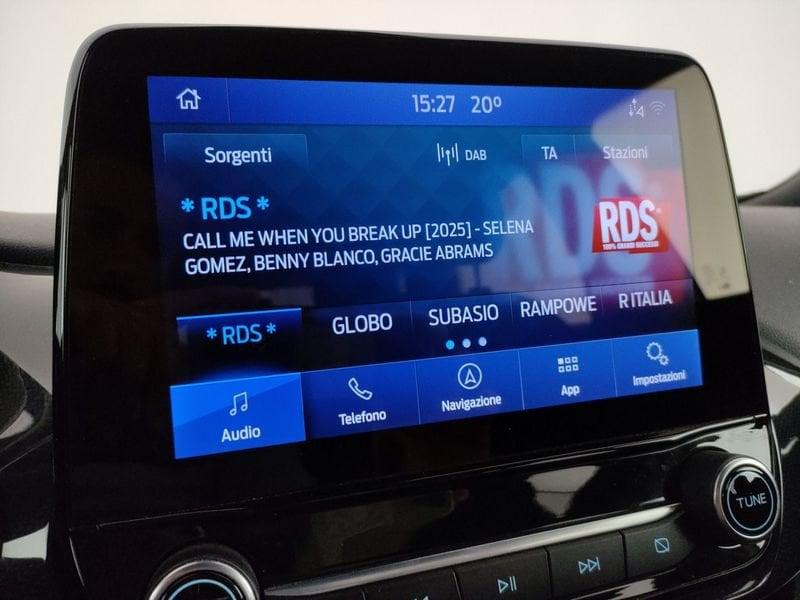 15:27 20°
Sorgenti DAB TA Stazioni
* RDS *
CALL ME WHEN YOU BREAK UP [2025] - SELENA
GOMEZ, BENNY BLANCO, GRACIE ABRAMS
RDS
RDS
100% GRANDI SUCCESSI
* RDS * GLOBO SUBASIO RAMPOWE R ITALIA
Audio Telefono Navigazione App Impostazioni
TUNE